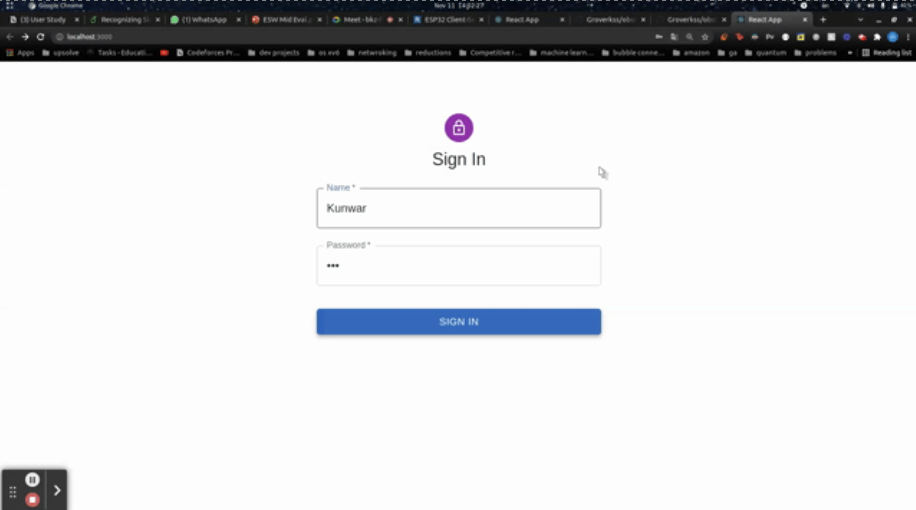 Google Chrome
Nov 11 14:02:27
(3) User Study
Recognizing Si
(1) WhatsApp
ESW Mid Eval
Meet - bkz
ESP32 Client
React App
Groverkss/
Groverkss/
React App
localhost:3000
Apps
upsolve
Tasks - Educati...
Codeforces Pr...
dev projects
os xv6
netwroking
reductions
Competitive r...
machine learn...
bubble conne...
amazon
ga
quantum
problems
»
Reading list
Sign In
Name *
Kunwar
Password *
•••
SIGN IN